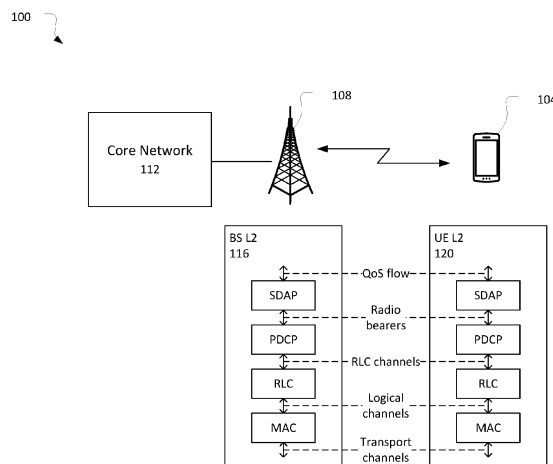 100
108
104
Core Network
112
BS L2
116
UE L2
120
QoS flow
SDAP
SDAP
Radio
bearers
PDCP
PDCP
RLC channels
RLC
RLC
Logical
channels
MAC
MAC
Transport
channels